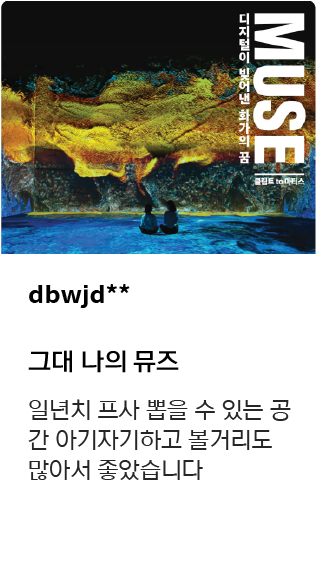 MUSE
디지털이 빚어낸 화가의 꿈
클림트 to 마티스
dbwjd**
그대 나의 뮤즈
일년치 프사 뽑을 수 있는 공
간 아기자기하고 볼거리도
많아서 좋았습니다